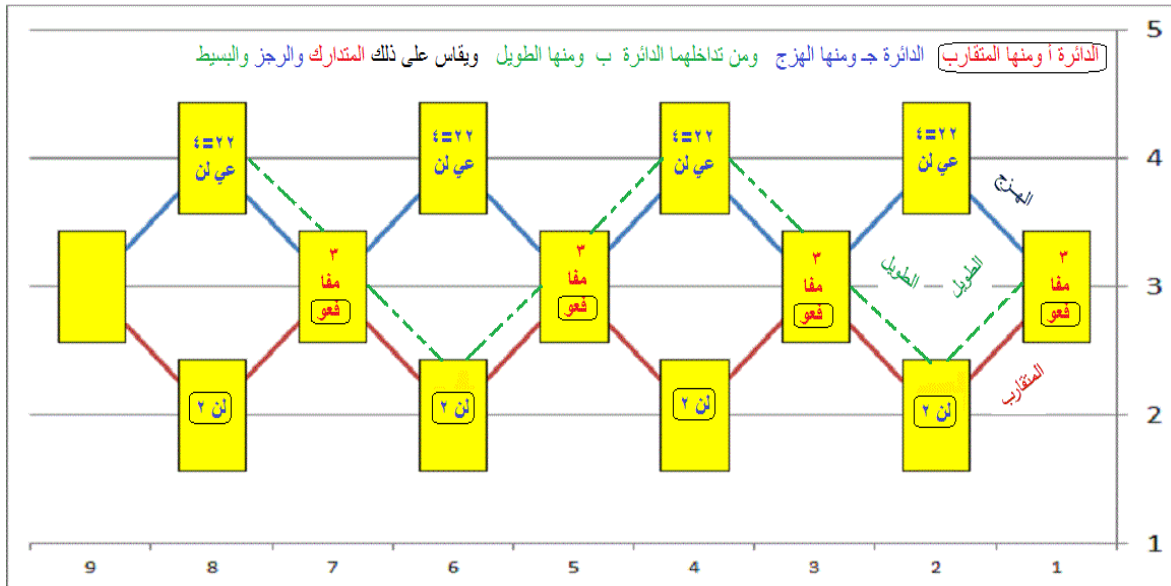 الدائرة أ ومنها المتقارب الدائرة جـ ومنها الهزج ومن تداخلهما الدائرة ب ومنها الطويل ويقاس على ذلك المتدارك والرجز والبسيط
5
٢٢=٤
عي لن
٢٢=٤
عي لن
٢٢=٤
عي لن
٢٢=٤
عي لن
4
الهزج
٣
مفا
فعو
الطويل
الطويل
٣
مفا
فعو
٣
مفا
فعو
٣
مفا
فعو
3
المتقارب
لن ٢
لن ٢
لن ٢
لن ٢
2
1
1 2 3 4 5 6 7 8 9